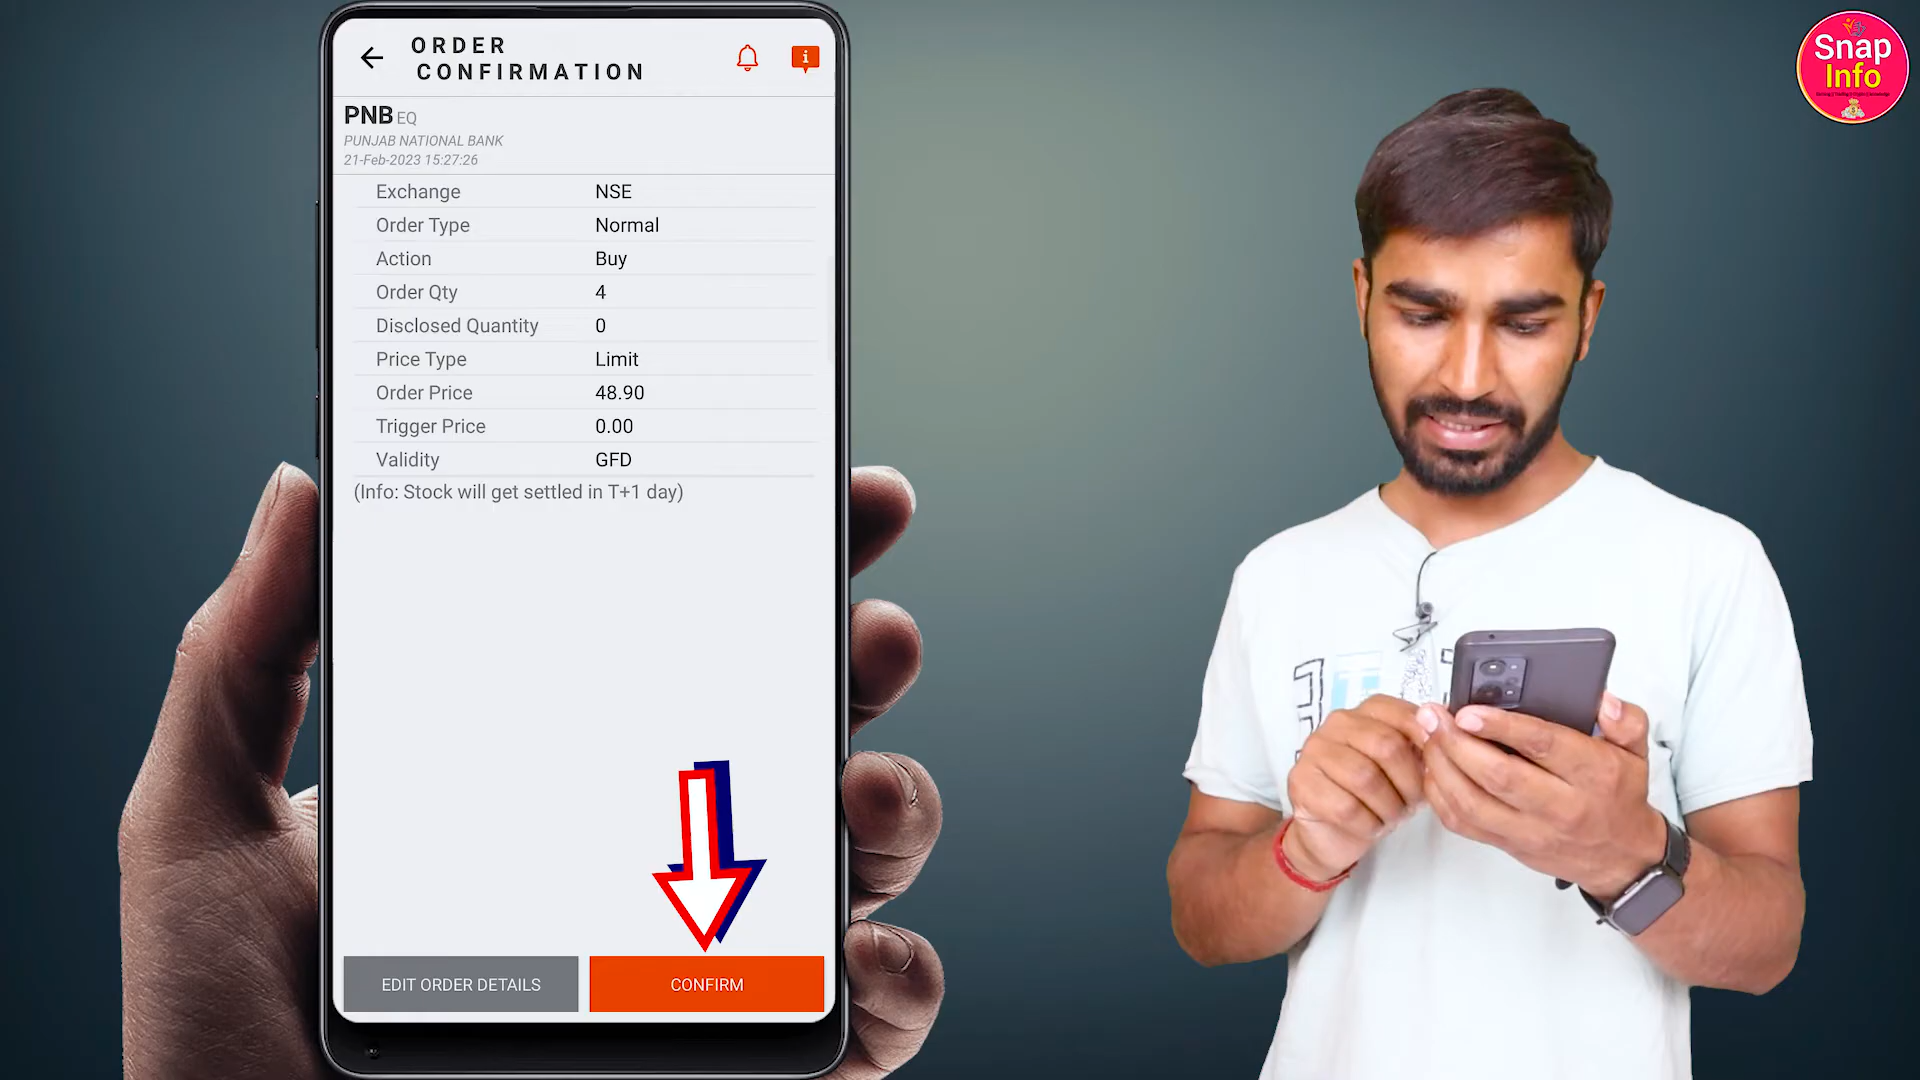 ORDER
CONFIRMATION
i
PNB EQ
PUNJAB NATIONAL BANK
21-Feb-2023 15:27:26
Exchange NSE
Order Type Normal
Action Buy
Order Qty 4
Disclosed Quantity 0
Price Type Limit
Order Price 48.90
Trigger Price 0.00
Validity GFD
(Info: Stock will get settled in T+1 day)
EDIT ORDER DETAILS CONFIRM
Snap
Info